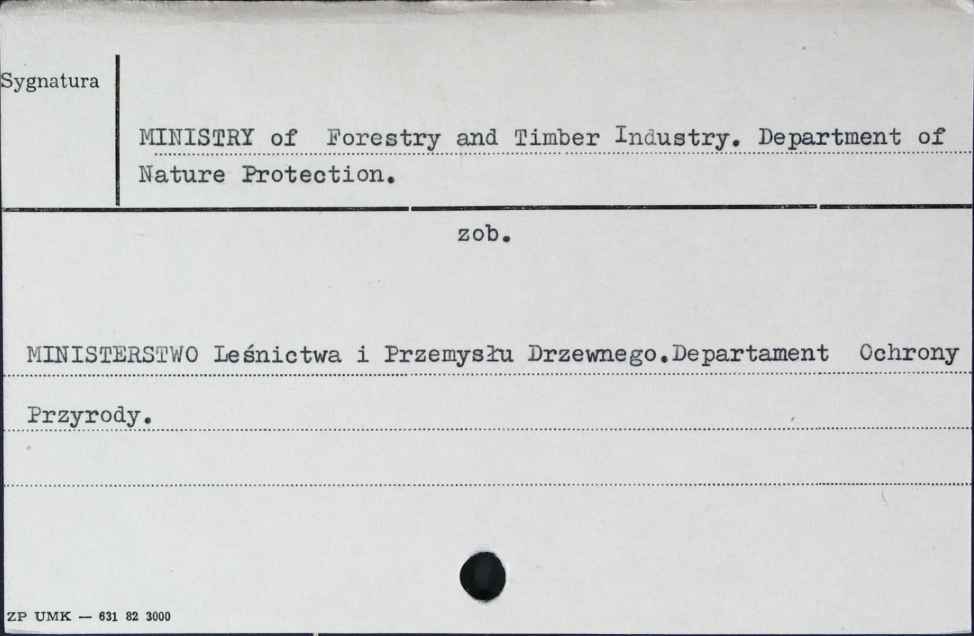 Sygnatura
MINISTRY of Forestry and Timber Industry. Department of
Nature Protection.
zob.
MINISTERSTWO Leśnictwa i Przemysłu Drzewnego.Departament Ochrony
Przyrody.
ZP UMK — 631 82 3000